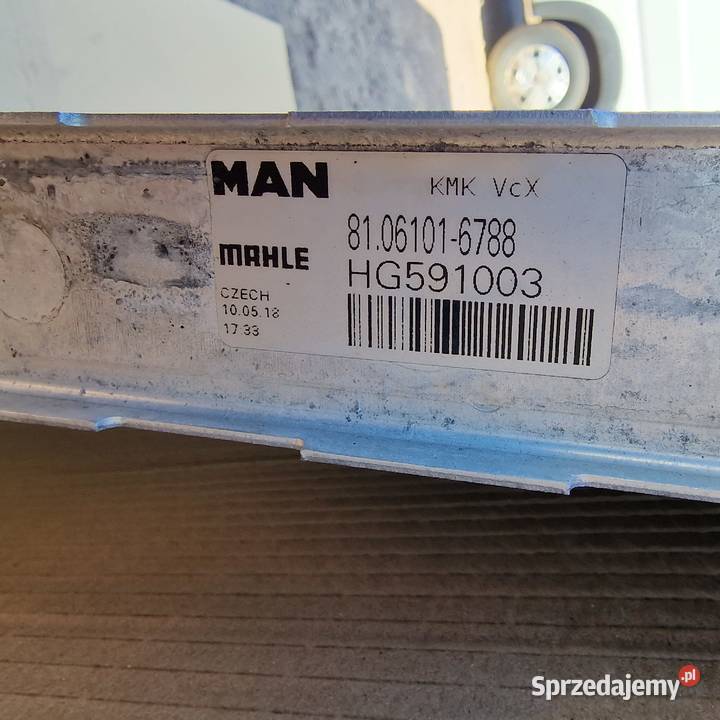 MAN KMK VcX
81.06101-6788
MAHLE HG591003
CZECH
10.05.18
17 33
Sprzedajemy.pl